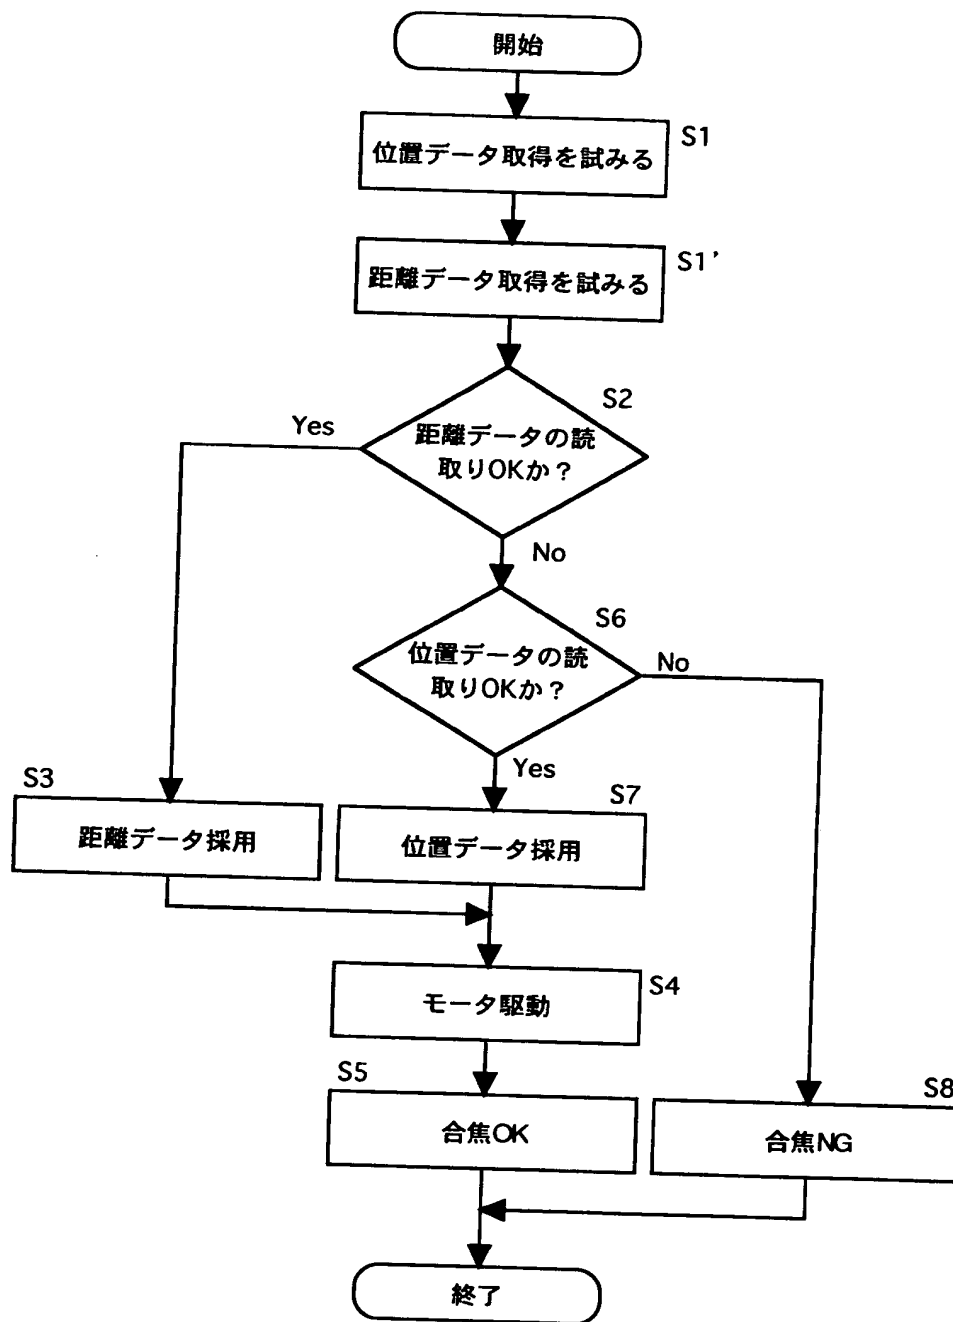 開始
S1
位置データ取得を試みる
S1'
距離データ取得を試みる
S2
Yes
距離データの読
取りOKか?
No
S6
位置データの読
取りOKか?
No
Yes
S3
S7
距離データ採用
位置データ採用
モータ駆動
S4
S5
S8
合焦OK
合焦NG
終了